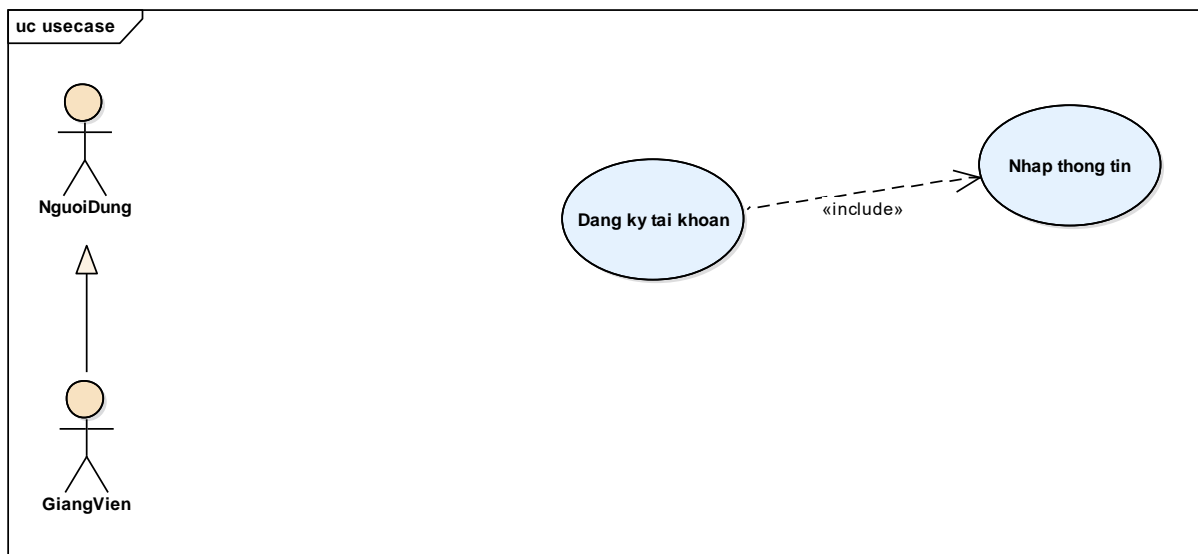 uc usecase
NguoiDung
Nhap thong tin
Dang ky tai khoan
«include»
GiangVien